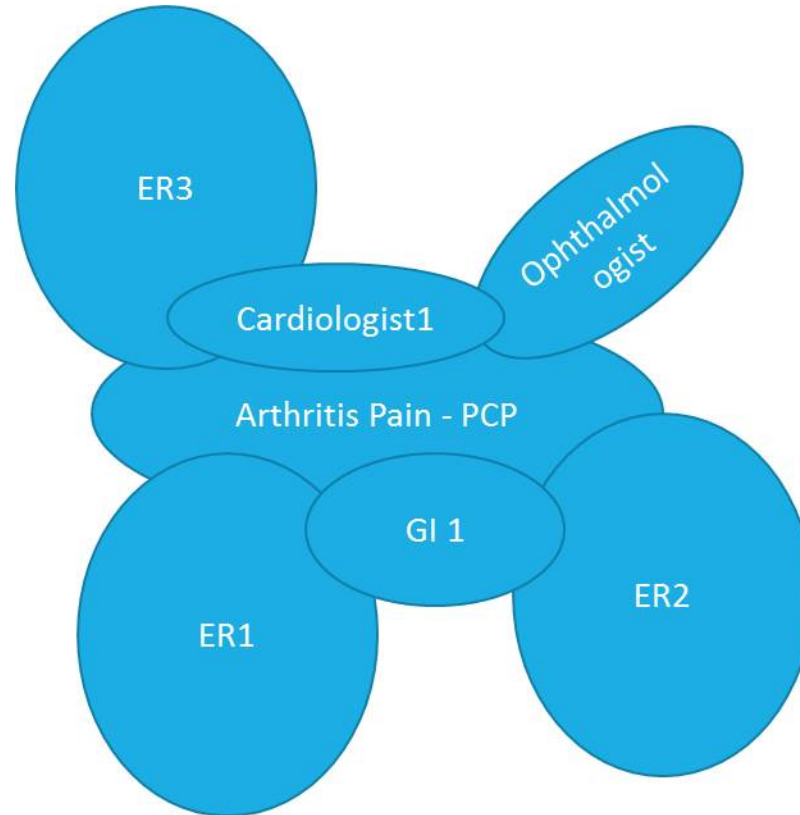 ER3
Ophthalmol
ogist
Cardiologist1
Arthritis Pain - PCP
GI 1
ER2
ER1